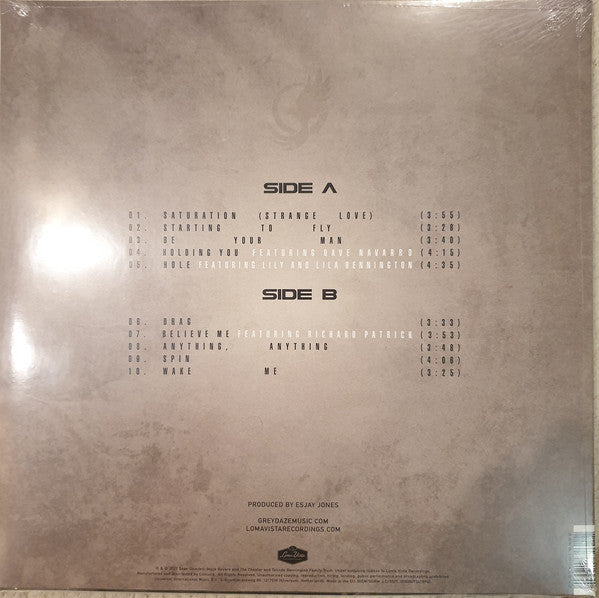 SIDE A
01. SATURATION (STRANGE LOVE) (3:55)
02. STARTING TO FLY (3:28)
03. BE YOUR MAN (3:40)
04. HOLDING YOU FEATURING DAVE NAVARRO (4:15)
05. HOLE FEATURING LILY AND LILA BENNINGTON (4:35)
SIDE B
06. DRAG (3:33)
07. BELIEVE ME FEATURING RICHARD PATRICK (3:53)
08. ANYTHING, ANYTHING (3:48)
09. SPIN (4:08)
10. WAKE ME (3:25)
PRODUCED BY ESJAY JONES
GREYDAZEMUSIC.COM
LOMAVISTARECORDINGS.COM
Loma Vista